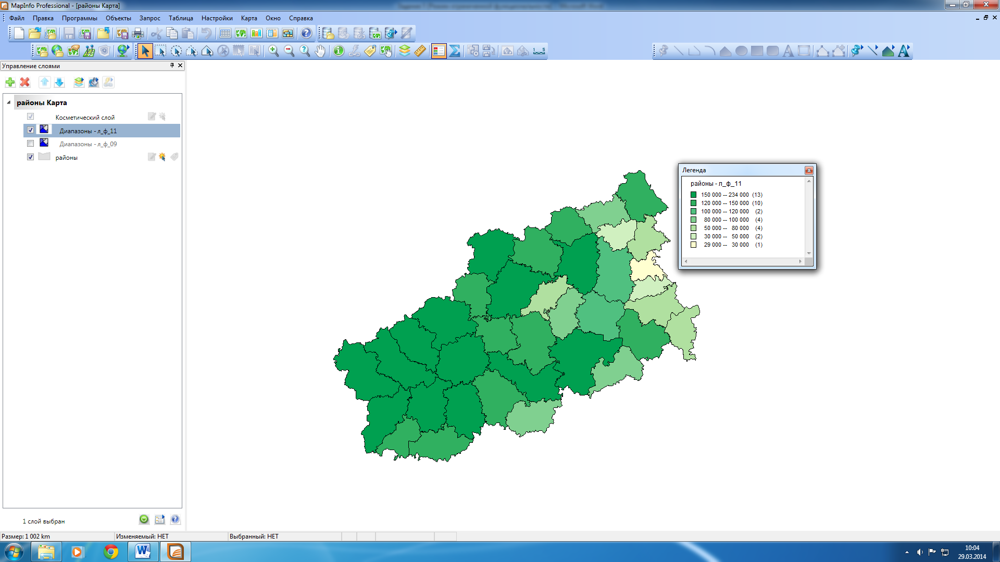 MapInfo Professional - [районы Карта]
Файл Правка Программы Объекты Запрос Таблица Настройки Карта Окно Справка
Управление слоями
районы Карта
Косметический слой
Диапазоны - л_ф_11
Диапазоны - л_ф_09
районы
Легенда
районы - л_ф_11
150 000 -- 234 000 (13)
120 000 -- 150 000 (10)
100 000 -- 120 000 (2)
80 000 -- 100 000 (4)
50 000 -- 80 000 (4)
30 000 -- 50 000 (2)
29 000 -- 30 000 (1)
1 слой выбран
Размер: 1 002 km Изменяемый: НЕТ Выбранный: НЕТ
10:04
29.03.2014